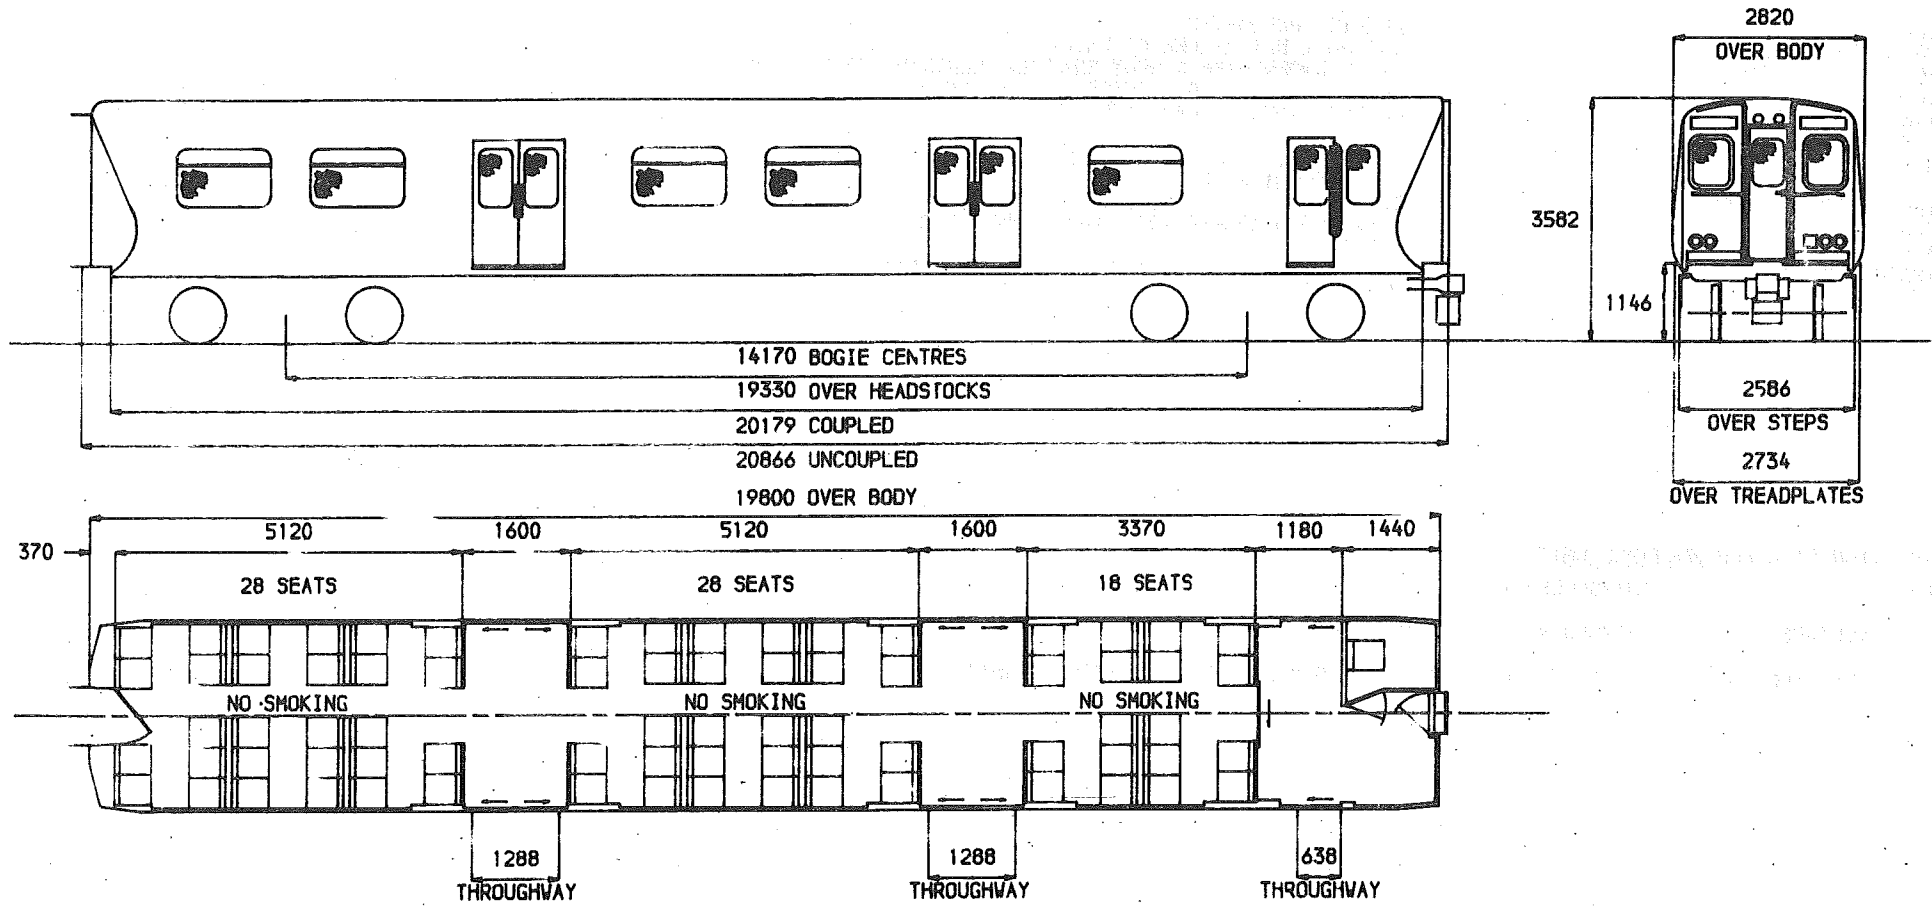 2820
OVER BODY
3582
1146
14170 BOGIE CENTRES
19330 OVER HEADSTOCKS
20179 COUPLED
20866 UNCOUPLED
19800 OVER BODY
2586
OVER STEPS
2734
OVER TREADPLATES
370
5120 1600 5120 1600 3370 1180 1440
28 SEATS 28 SEATS 18 SEATS
NO SMOKING NO SMOKING NO SMOKING
1288 1288 638
THROUGHWAY THROUGHWAY THROUGHWAY